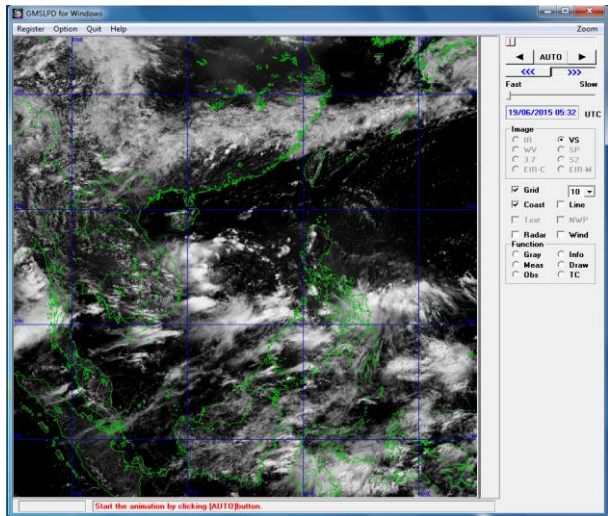 GMSLPD for Windows
Register Option Quit Help Zoom
AUTO
<<< >>>
Fast Slow
19/06/2015 05:32 UTC
Image
IR VS
WV SP
3.7 S2
EIR-C EIR-M
Grid 10
Coast Line
Text NWP
Radar Wind
Function
Gray Info
Meas Draw
Obs TC
Start the animation by clicking [AUTO]button.